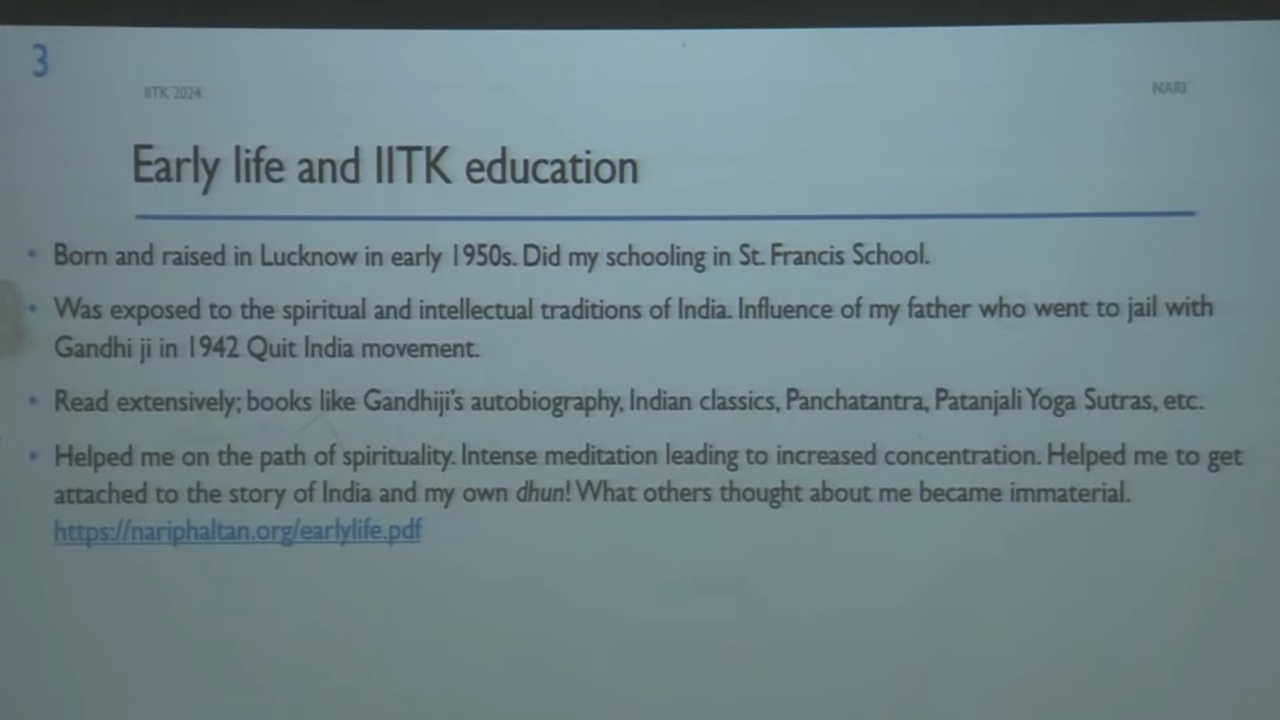 3
IITK 2024
NARI
Early life and IITK education
• Born and raised in Lucknow in early 1950s. Did my schooling in St. Francis School.
• Was exposed to the spiritual and intellectual traditions of India. Influence of my father who went to jail with
Gandhi ji in 1942 Quit India movement.
• Read extensively; books like Gandhiji's autobiography, Indian classics, Panchatantra, Patanjali Yoga Sutras, etc.
• Helped me on the path of spirituality. Intense meditation leading to increased concentration. Helped me to get
attached to the story of India and my own dhun! What others thought about me became immaterial.
https://nariphaltan.org/earlylife.pdf